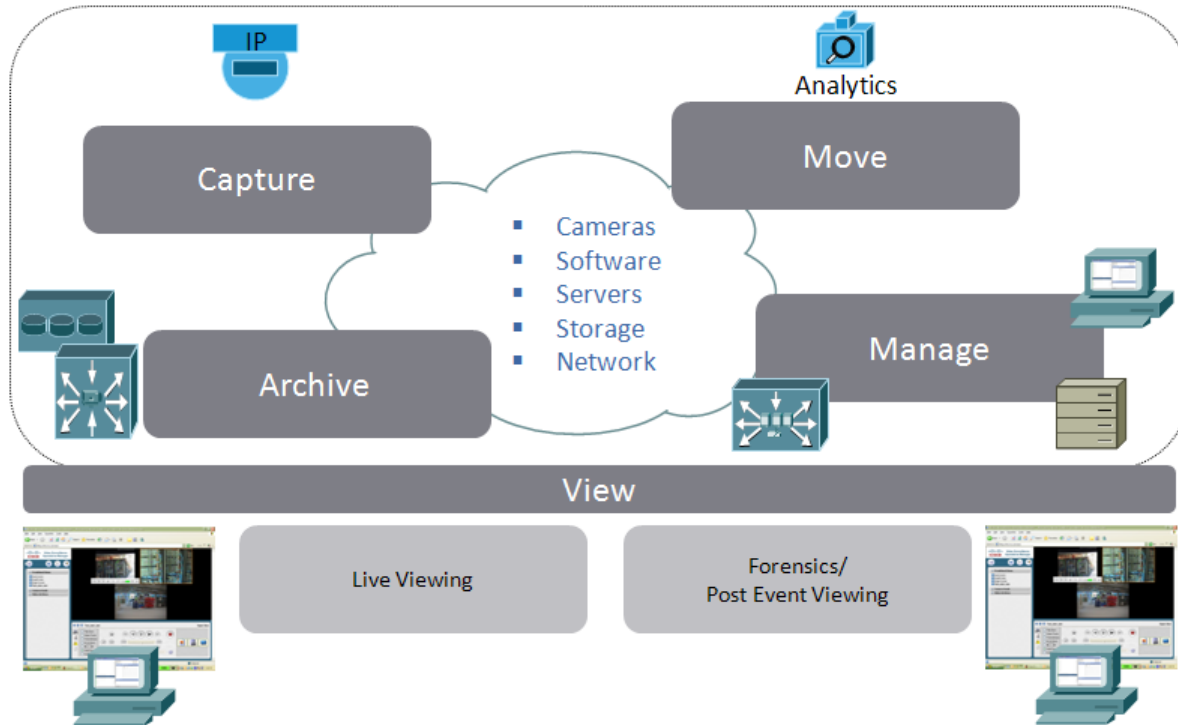 IP
Analytics
Capture
Move
▪ Cameras
▪ Software
▪ Servers
▪ Storage
▪ Network
Archive
Manage
View
Live Viewing
Forensics/
Post Event Viewing